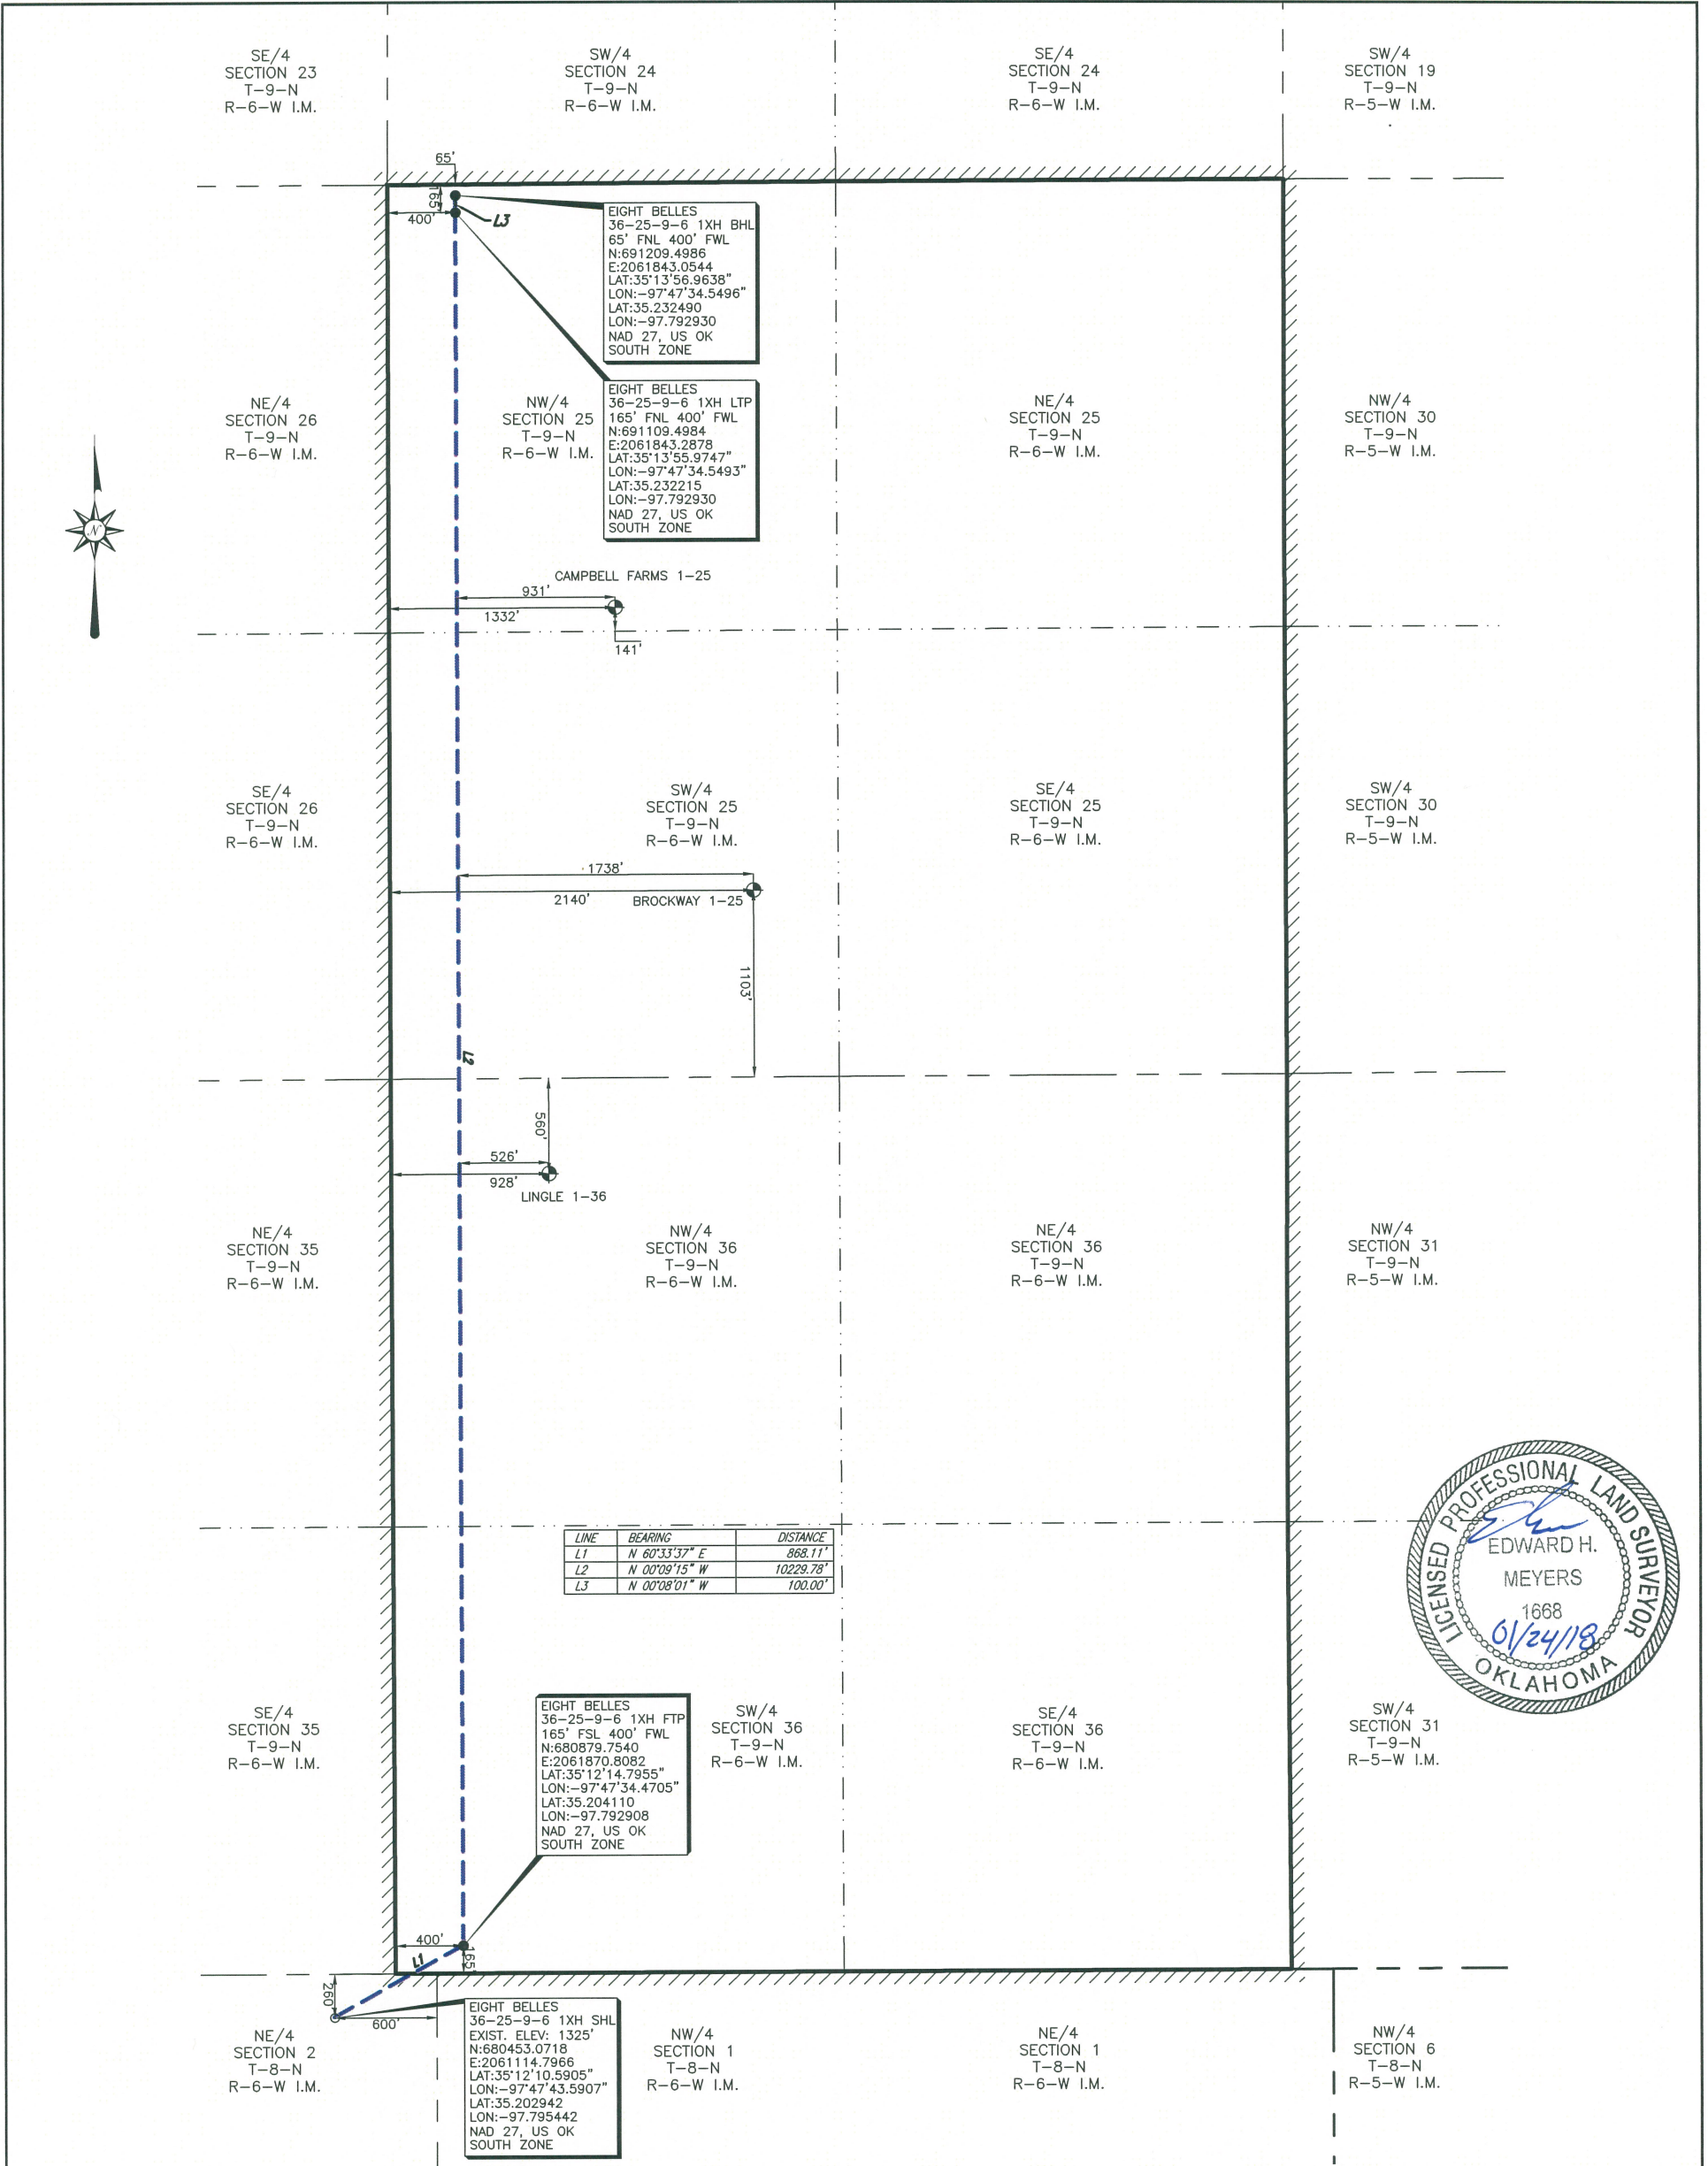 SE/4
SECTION 23
T-9-N
R-6-W I.M.
SW/4
SECTION 24
T-9-N
R-6-W I.M.
SE/4
SECTION 24
T-9-N
R-6-W I.M.
SW/4
SECTION 19
T-9-N
R-5-W I.M.
65'
165'
400'
L3
EIGHT BELLES
36-25-9-6 1XH BHL
65' FNL 400' FWL
N:691209.4986
E:2061843.0544
LAT:35°13'56.9638"
LON:-97°47'34.5496"
LAT:35.232490
LON:-97.792930
NAD 27, US OK
SOUTH ZONE
EIGHT BELLES
36-25-9-6 1XH LTP
165' FNL 400' FWL
N:691109.4984
E:2061843.2878
LAT:35°13'55.9747"
LON:-97°47'34.5493"
LAT:35.232215
LON:-97.792930
NAD 27, US OK
SOUTH ZONE
NE/4
SECTION 26
T-9-N
R-6-W I.M.
NW/4
SECTION 25
T-9-N
R-6-W I.M.
NE/4
SECTION 25
T-9-N
R-6-W I.M.
NW/4
SECTION 30
T-9-N
R-5-W I.M.
N
CAMPBELL FARMS 1-25
931'
1332'
141'
SE/4
SECTION 26
T-9-N
R-6-W I.M.
SW/4
SECTION 25
T-9-N
R-6-W I.M.
SE/4
SECTION 25
T-9-N
R-6-W I.M.
SW/4
SECTION 30
T-9-N
R-5-W I.M.
1738'
2140'
BROCKWAY 1-25
1103'
L2
560'
526'
928'
LINGLE 1-36
NE/4
SECTION 35
T-9-N
R-6-W I.M.
NW/4
SECTION 36
T-9-N
R-6-W I.M.
NE/4
SECTION 36
T-9-N
R-6-W I.M.
NW/4
SECTION 31
T-9-N
R-5-W I.M.
LINE BEARING DISTANCE
L1 N 60°33'37" E 868.11'
L2 N 00°09'15" W 10229.78'
L3 N 00°08'01" W 100.00'
LICENSED PROFESSIONAL LAND SURVEYOR
EDWARD H.
MEYERS
1668
01/24/18
OKLAHOMA
EIGHT BELLES
36-25-9-6 1XH FTP
165' FSL 400' FWL
N:680879.7540
E:2061870.8082
LAT:35°12'14.7955"
LON:-97°47'34.4705"
LAT:35.204110
LON:-97.792908
NAD 27, US OK
SOUTH ZONE
SE/4
SECTION 35
T-9-N
R-6-W I.M.
SW/4
SECTION 36
T-9-N
R-6-W I.M.
SE/4
SECTION 36
T-9-N
R-6-W I.M.
SW/4
SECTION 31
T-9-N
R-5-W I.M.
400'
L1
165'
260'
600'
EIGHT BELLES
36-25-9-6 1XH SHL
EXIST. ELEV: 1325'
N:680453.0718
E:2061114.7966
LAT:35°12'10.5905"
LON:-97°47'43.5907"
LAT:35.202942
LON:-97.795442
NAD 27, US OK
SOUTH ZONE
NE/4
SECTION 2
T-8-N
R-6-W I.M.
NW/4
SECTION 1
T-8-N
R-6-W I.M.
NE/4
SECTION 1
T-8-N
R-6-W I.M.
NW/4
SECTION 6
T-8-N
R-5-W I.M.